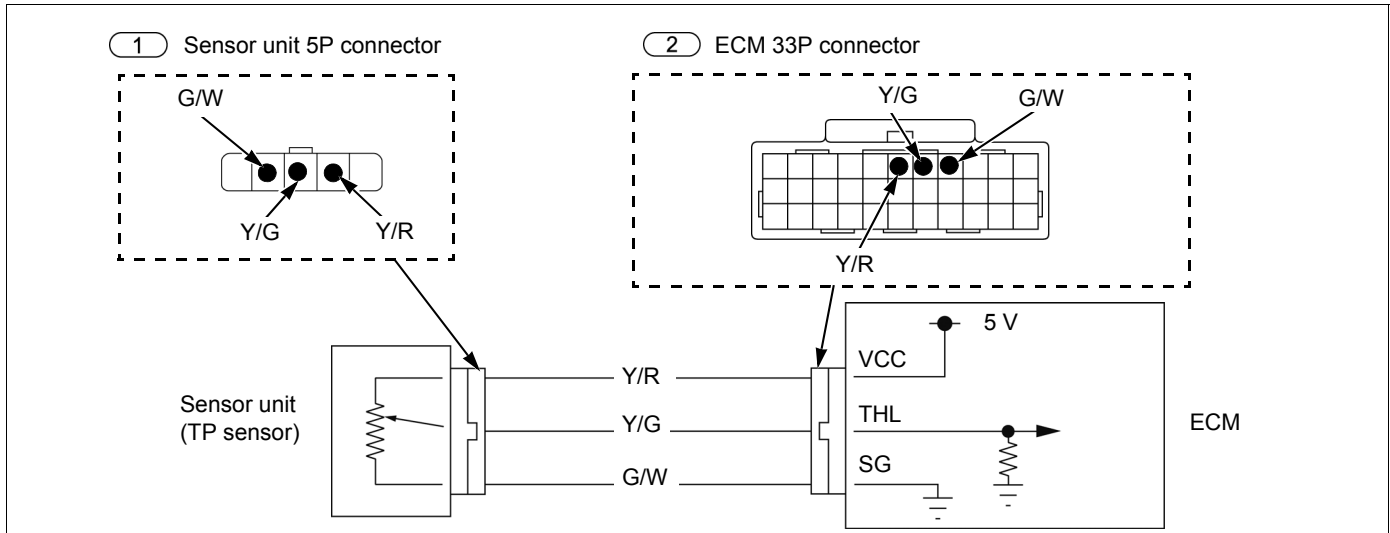 1 Sensor unit 5P connector
2 ECM 33P connector
G/W
Y/G
Y/R
Y/G
G/W
Y/R
5 V
VCC
Y/R
Sensor unit
(TP sensor)
Y/G
THL
ECM
G/W
SG